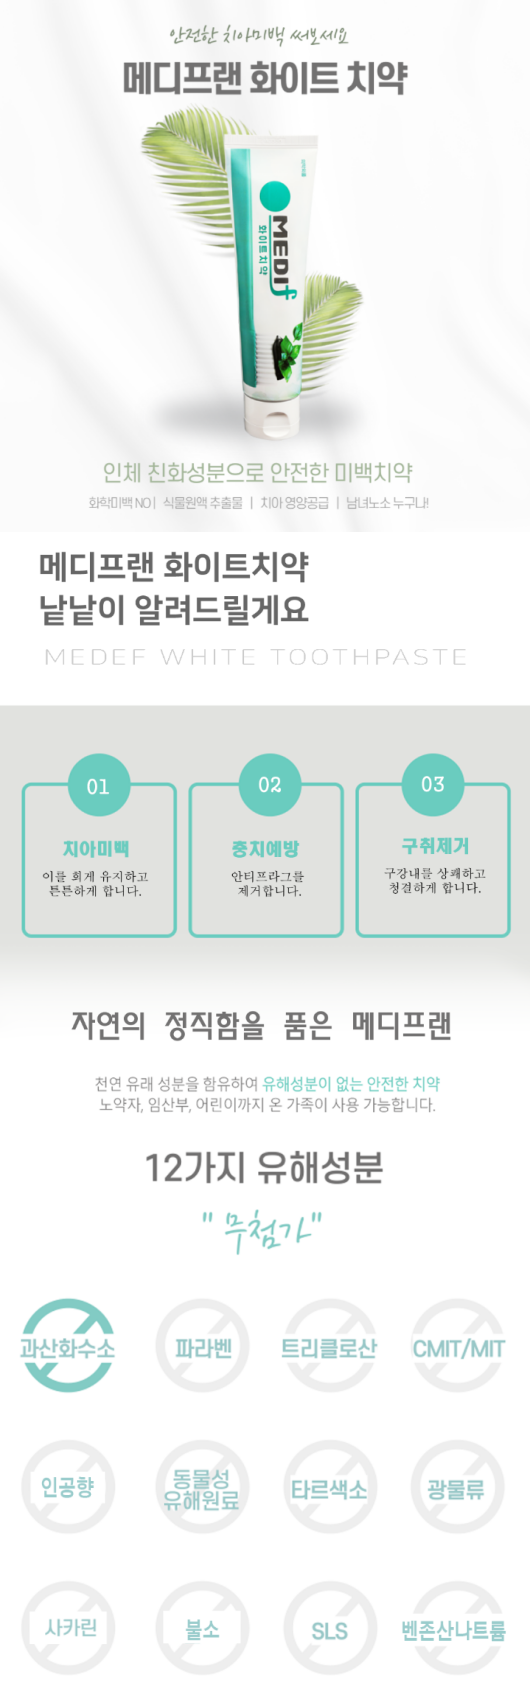 안전한 치아미백 써보세요
메디프랜 화이트 치약
MEDIf
화이트치약
인체 친화성분으로 안전한 미백치약
화학미백 NO | 식물원액 추출물 | 치아 영양공급 | 남녀노소 누구나!
메디프랜 화이트치약
낱낱이 알려드릴게요
MEDEF WHITE TOOTHPASTE
01
치아미백
이를 희게 유지하고
튼튼하게 합니다.
02
충치예방
안티프라그를
제거합니다.
03
구취제거
구강내를 상쾌하고
청결하게 합니다.
자연의 정직함을 품은 메디프랜
천연 유래 성분을 함유하여 유해성분이 없는 안전한 치약
노약자, 임산부, 어린이까지 온 가족이 사용 가능합니다.
12가지 유해성분
"무첨가"
과산화수소
파라벤
트리클로산
CMIT/MIT
인공향
동물성
유해원료
타르색소
광물류
사카린
불소
SLS
벤존산나트륨